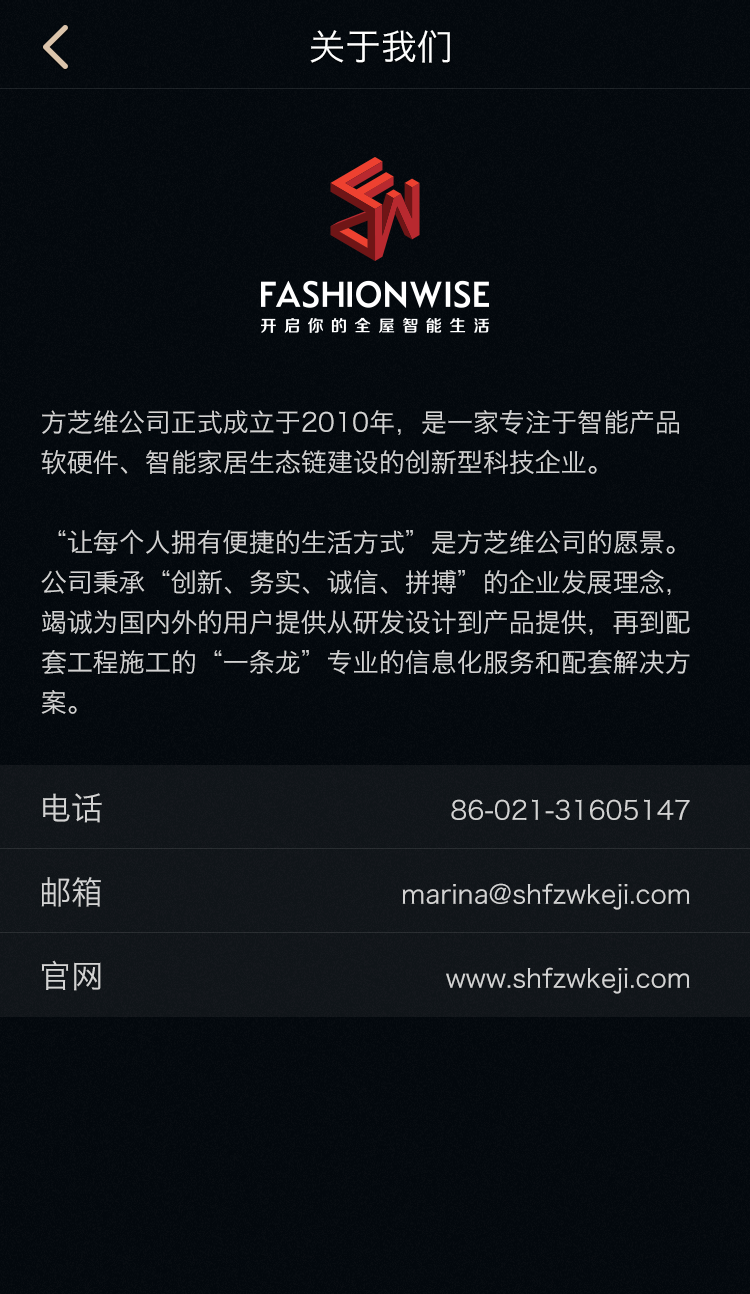 关于我们
FASHIONWISE
开启你的全屋智能生活
方芝维公司正式成立于2010年，是一家专注于智能产品
软硬件、智能家居生态链建设的创新型科技企业。
“让每个人拥有便捷的生活方式”是方芝维公司的愿景。
公司秉承“创新、务实、诚信、拼搏”的企业发展理念，
竭诚为国内外的用户提供从研发设计到产品提供，再到配
套工程施工的“一条龙”专业的信息化服务和配套解决方
案。
电话 86-021-31605147
邮箱 marina@shfzwkeji.com
官网 www.shfzwkeji.com